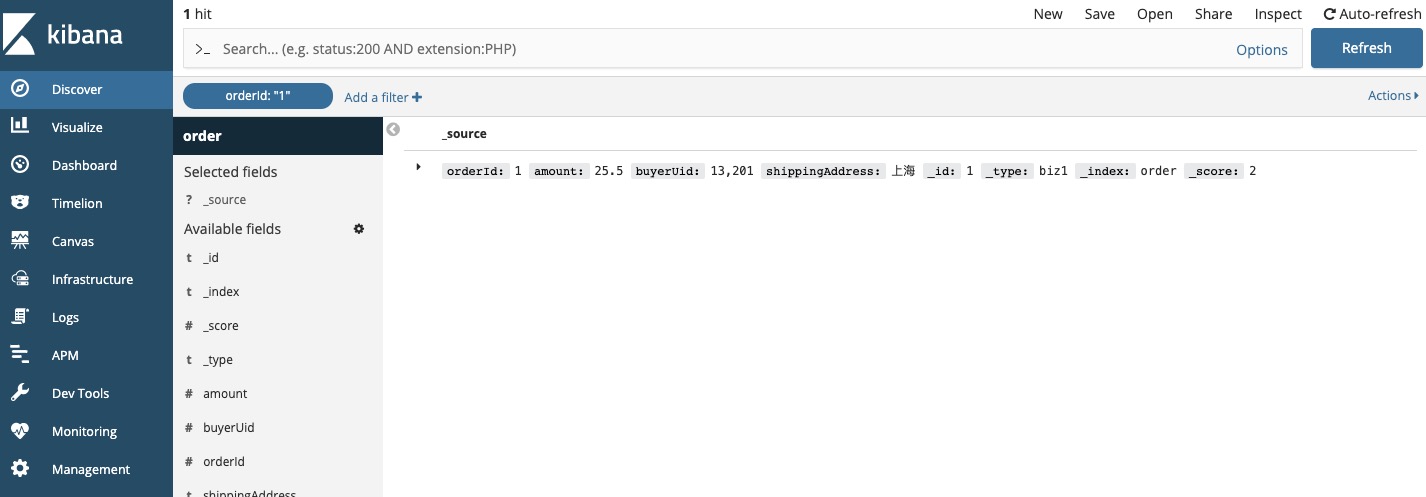 kibana
Discover
Visualize
Dashboard
Timelion
Canvas
Infrastructure
Logs
APM
Dev Tools
Monitoring
Management
1 hit
New Save Open Share Inspect Auto-refresh
>_ Search... (e.g. status:200 AND extension:PHP) Options Refresh
orderId: "1" Add a filter + Actions
order
Selected fields
? _source
Available fields
t _id
t _index
# _score
t _type
# amount
# buyerUid
# orderId
t shippingAddress
_source
orderId: 1 amount: 25.5 buyerUid: 13,201 shippingAddress: 上海 _id: 1 _type: biz1 _index: order _score: 2